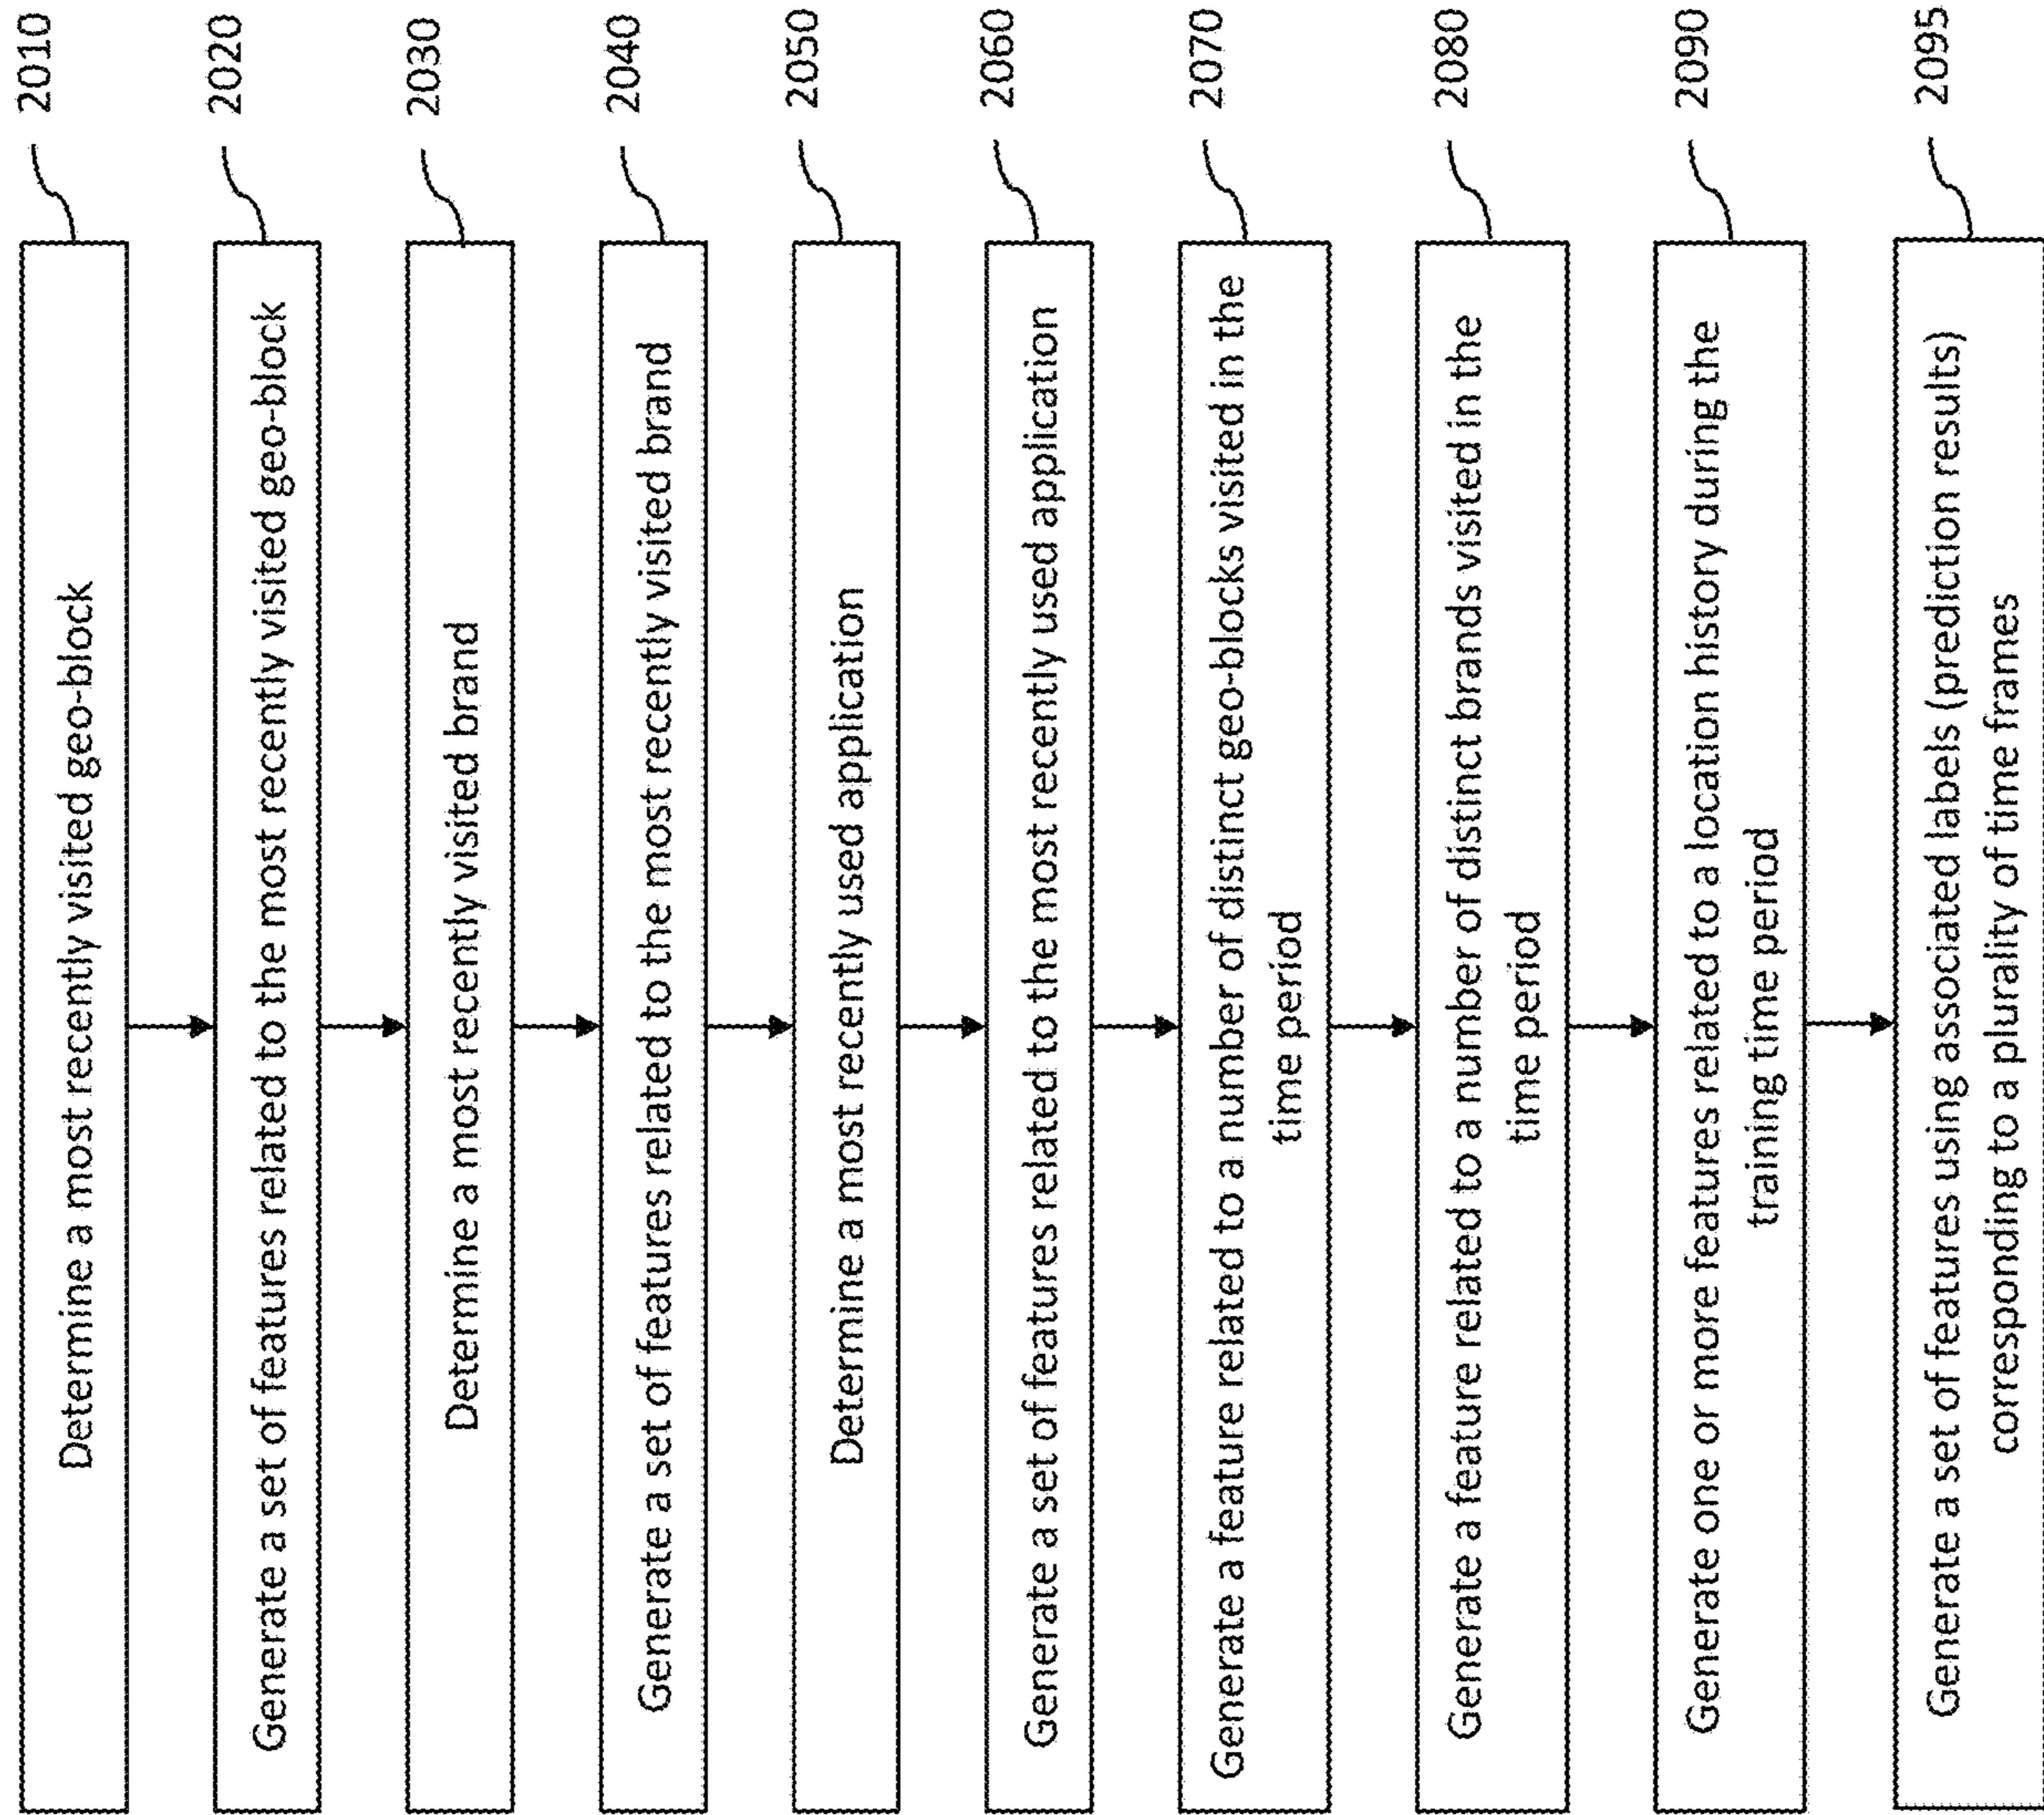 Determine a most recently visited geo-block
2010
Generate a set of features related to the most recently visited geo-block
2020
Determine a most recently visited brand
2030
Generate a set of features related to the most recently visited brand
2040
Determine a most recently used application
2050
Generate a set of features related to the most recently used application
2060
Generate a feature related to a number of distinct geo-blocks visited in the
time period
2070
Generate a feature related to a number of distinct brands visited in the
time period
2080
Generate one or more features related to a location history during the
training time period
2090
Generate a set of features using associated labels (prediction results)
corresponding to a plurality of time frames
2095